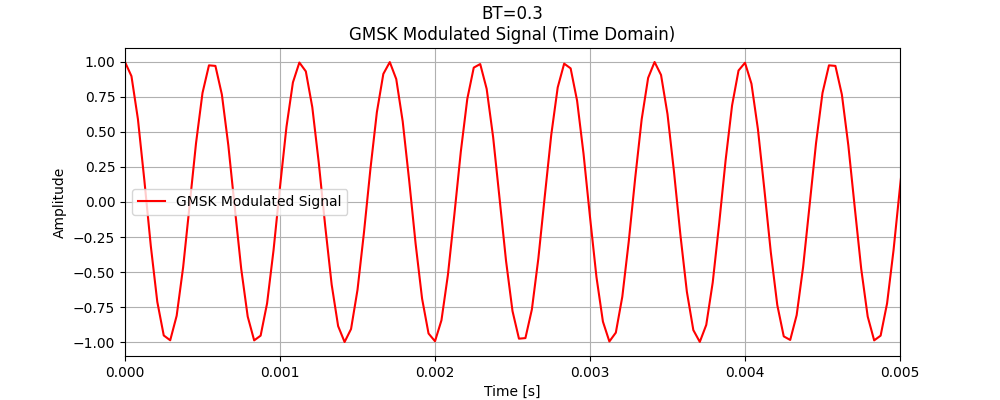 BT=0.3
GMSK Modulated Signal (Time Domain)
1.00
0.75
0.50
0.25
0.00
−0.25
−0.50
−0.75
−1.00
Amplitude
GMSK Modulated Signal
0.000 0.001 0.002 0.003 0.004 0.005
Time [s]